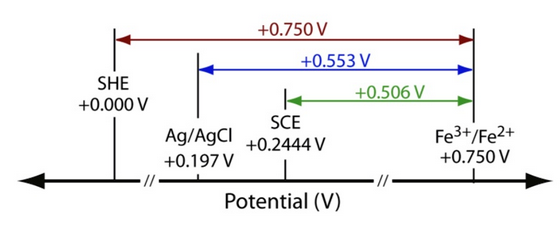 +0.750 V
+0.553 V
+0.506 V
SHE
+0.000 V
Ag/AgCl
+0.197 V
SCE
+0.2444 V
Fe³⁺/Fe²⁺
+0.750 V
//
//
Potential (V)